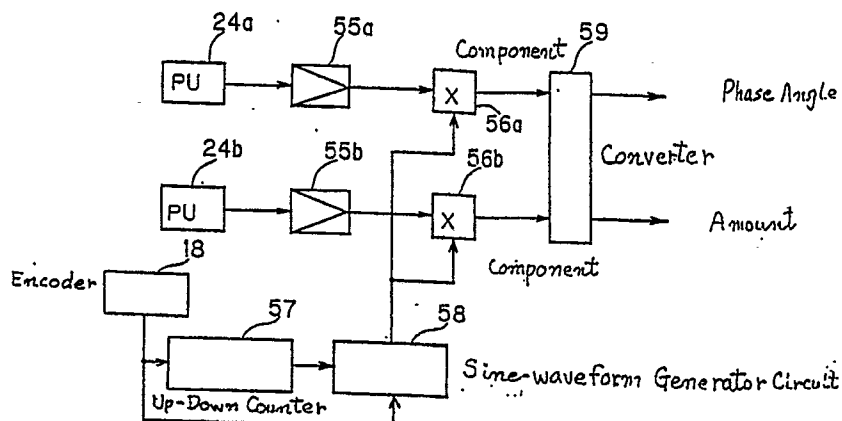 24a
55a
Component
59
PU
X
56a
Phase Angle
24b
55b
56b
Converter
PU
X
Amount
18
Component
Encoder
57
58
Sine-waveform Generator Circuit
Up-Down Counter